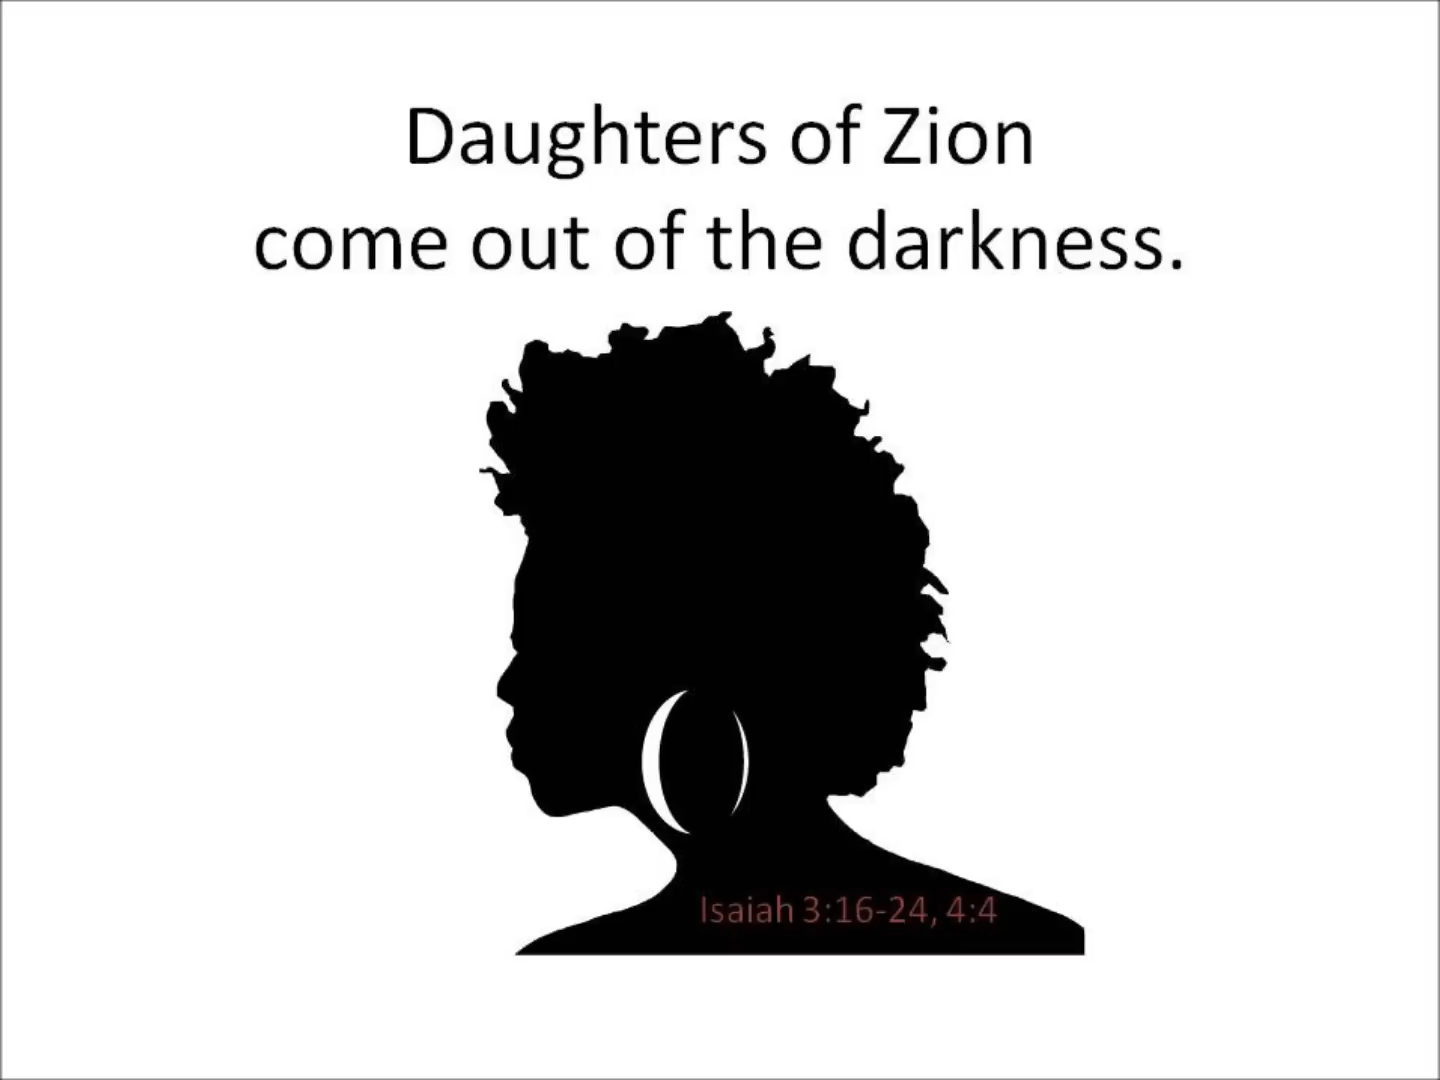 Daughters of Zion
come out of the darkness.
Isaiah 3:16-24, 4:4